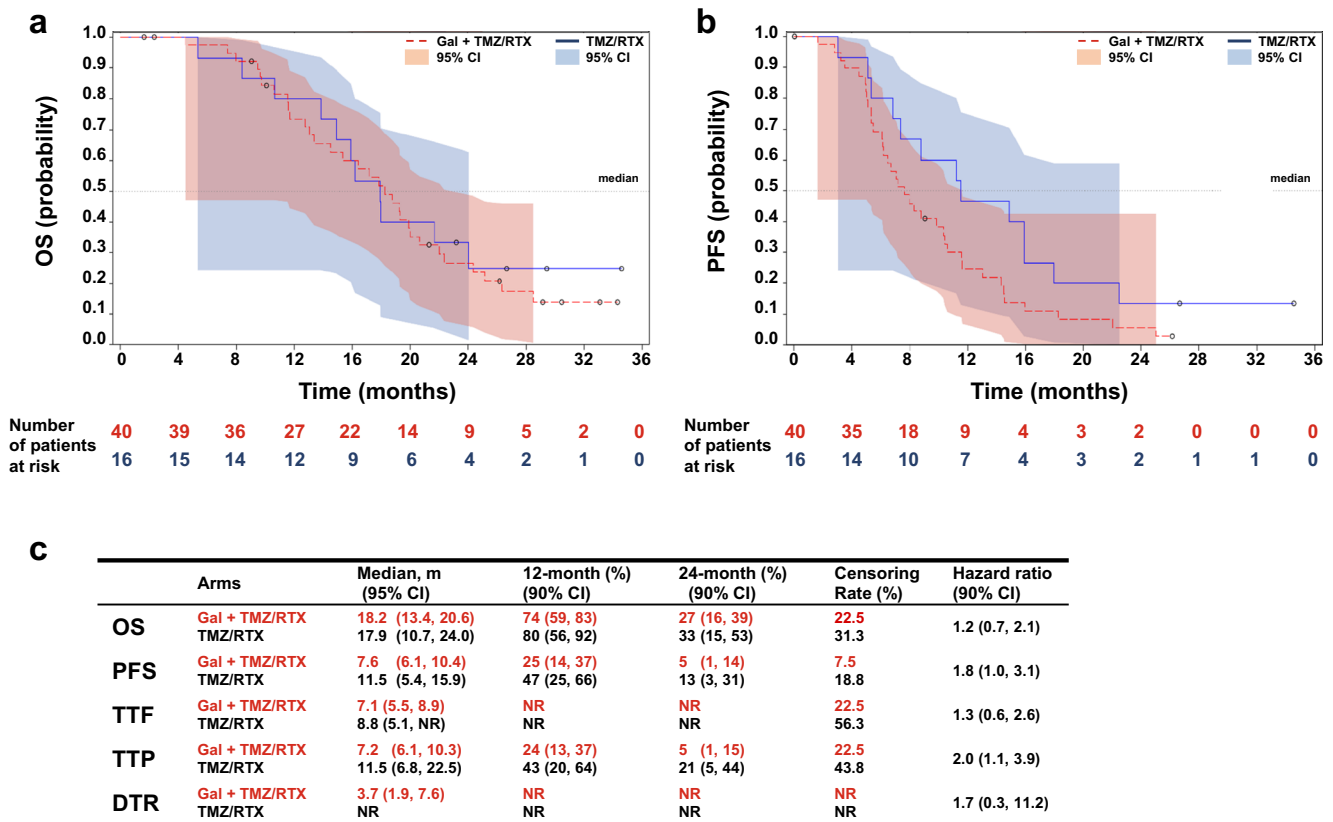 a
OS (probability)
1.0
0.9
0.8
0.7
0.6
0.5
0.4
0.3
0.2
0.1
0.0
Gal + TMZ/RTX TMZ/RTX
95% CI 95% CI
median
0 4 8 12 16 20 24 28 32 36
Time (months)
Number of patients at risk
40 39 36 27 22 14 9 5 2 0
16 15 14 12 9 6 4 2 1 0
b
PFS (probability)
1.0
0.9
0.8
0.7
0.6
0.5
0.4
0.3
0.2
0.1
0.0
Gal + TMZ/RTX TMZ/RTX
95% CI 95% CI
median
0 4 8 12 16 20 24 28 32 36
Time (months)
Number of patients at risk
40 35 18 9 4 3 2 0 0 0
16 14 10 7 4 3 2 1 1 0
c
Arms Median, m (95% CI) 12-month (%) (90% CI) 24-month (%) (90% CI) Censoring Rate (%) Hazard ratio (90% CI)
OS Gal + TMZ/RTX 18.2 (13.4, 20.6) 74 (59, 83) 27 (16, 39) 22.5 1.2 (0.7, 2.1)
TMZ/RTX 17.9 (10.7, 24.0) 80 (56, 92) 33 (15, 53) 31.3
PFS Gal + TMZ/RTX 7.6 (6.1, 10.4) 25 (14, 37) 5 (1, 14) 7.5 1.8 (1.0, 3.1)
TMZ/RTX 11.5 (5.4, 15.9) 47 (25, 66) 13 (3, 31) 18.8
TTF Gal + TMZ/RTX 7.1 (5.5, 8.9) NR NR 22.5 1.3 (0.6, 2.6)
TMZ/RTX 8.8 (5.1, NR) NR NR 56.3
TTP Gal + TMZ/RTX 7.2 (6.1, 10.3) 24 (13, 37) 5 (1, 15) 22.5 2.0 (1.1, 3.9)
TMZ/RTX 11.5 (6.8, 22.5) 43 (20, 64) 21 (5, 44) 43.8
DTR Gal + TMZ/RTX 3.7 (1.9, 7.6) NR NR NR 1.7 (0.3, 11.2)
TMZ/RTX NR NR NR NR